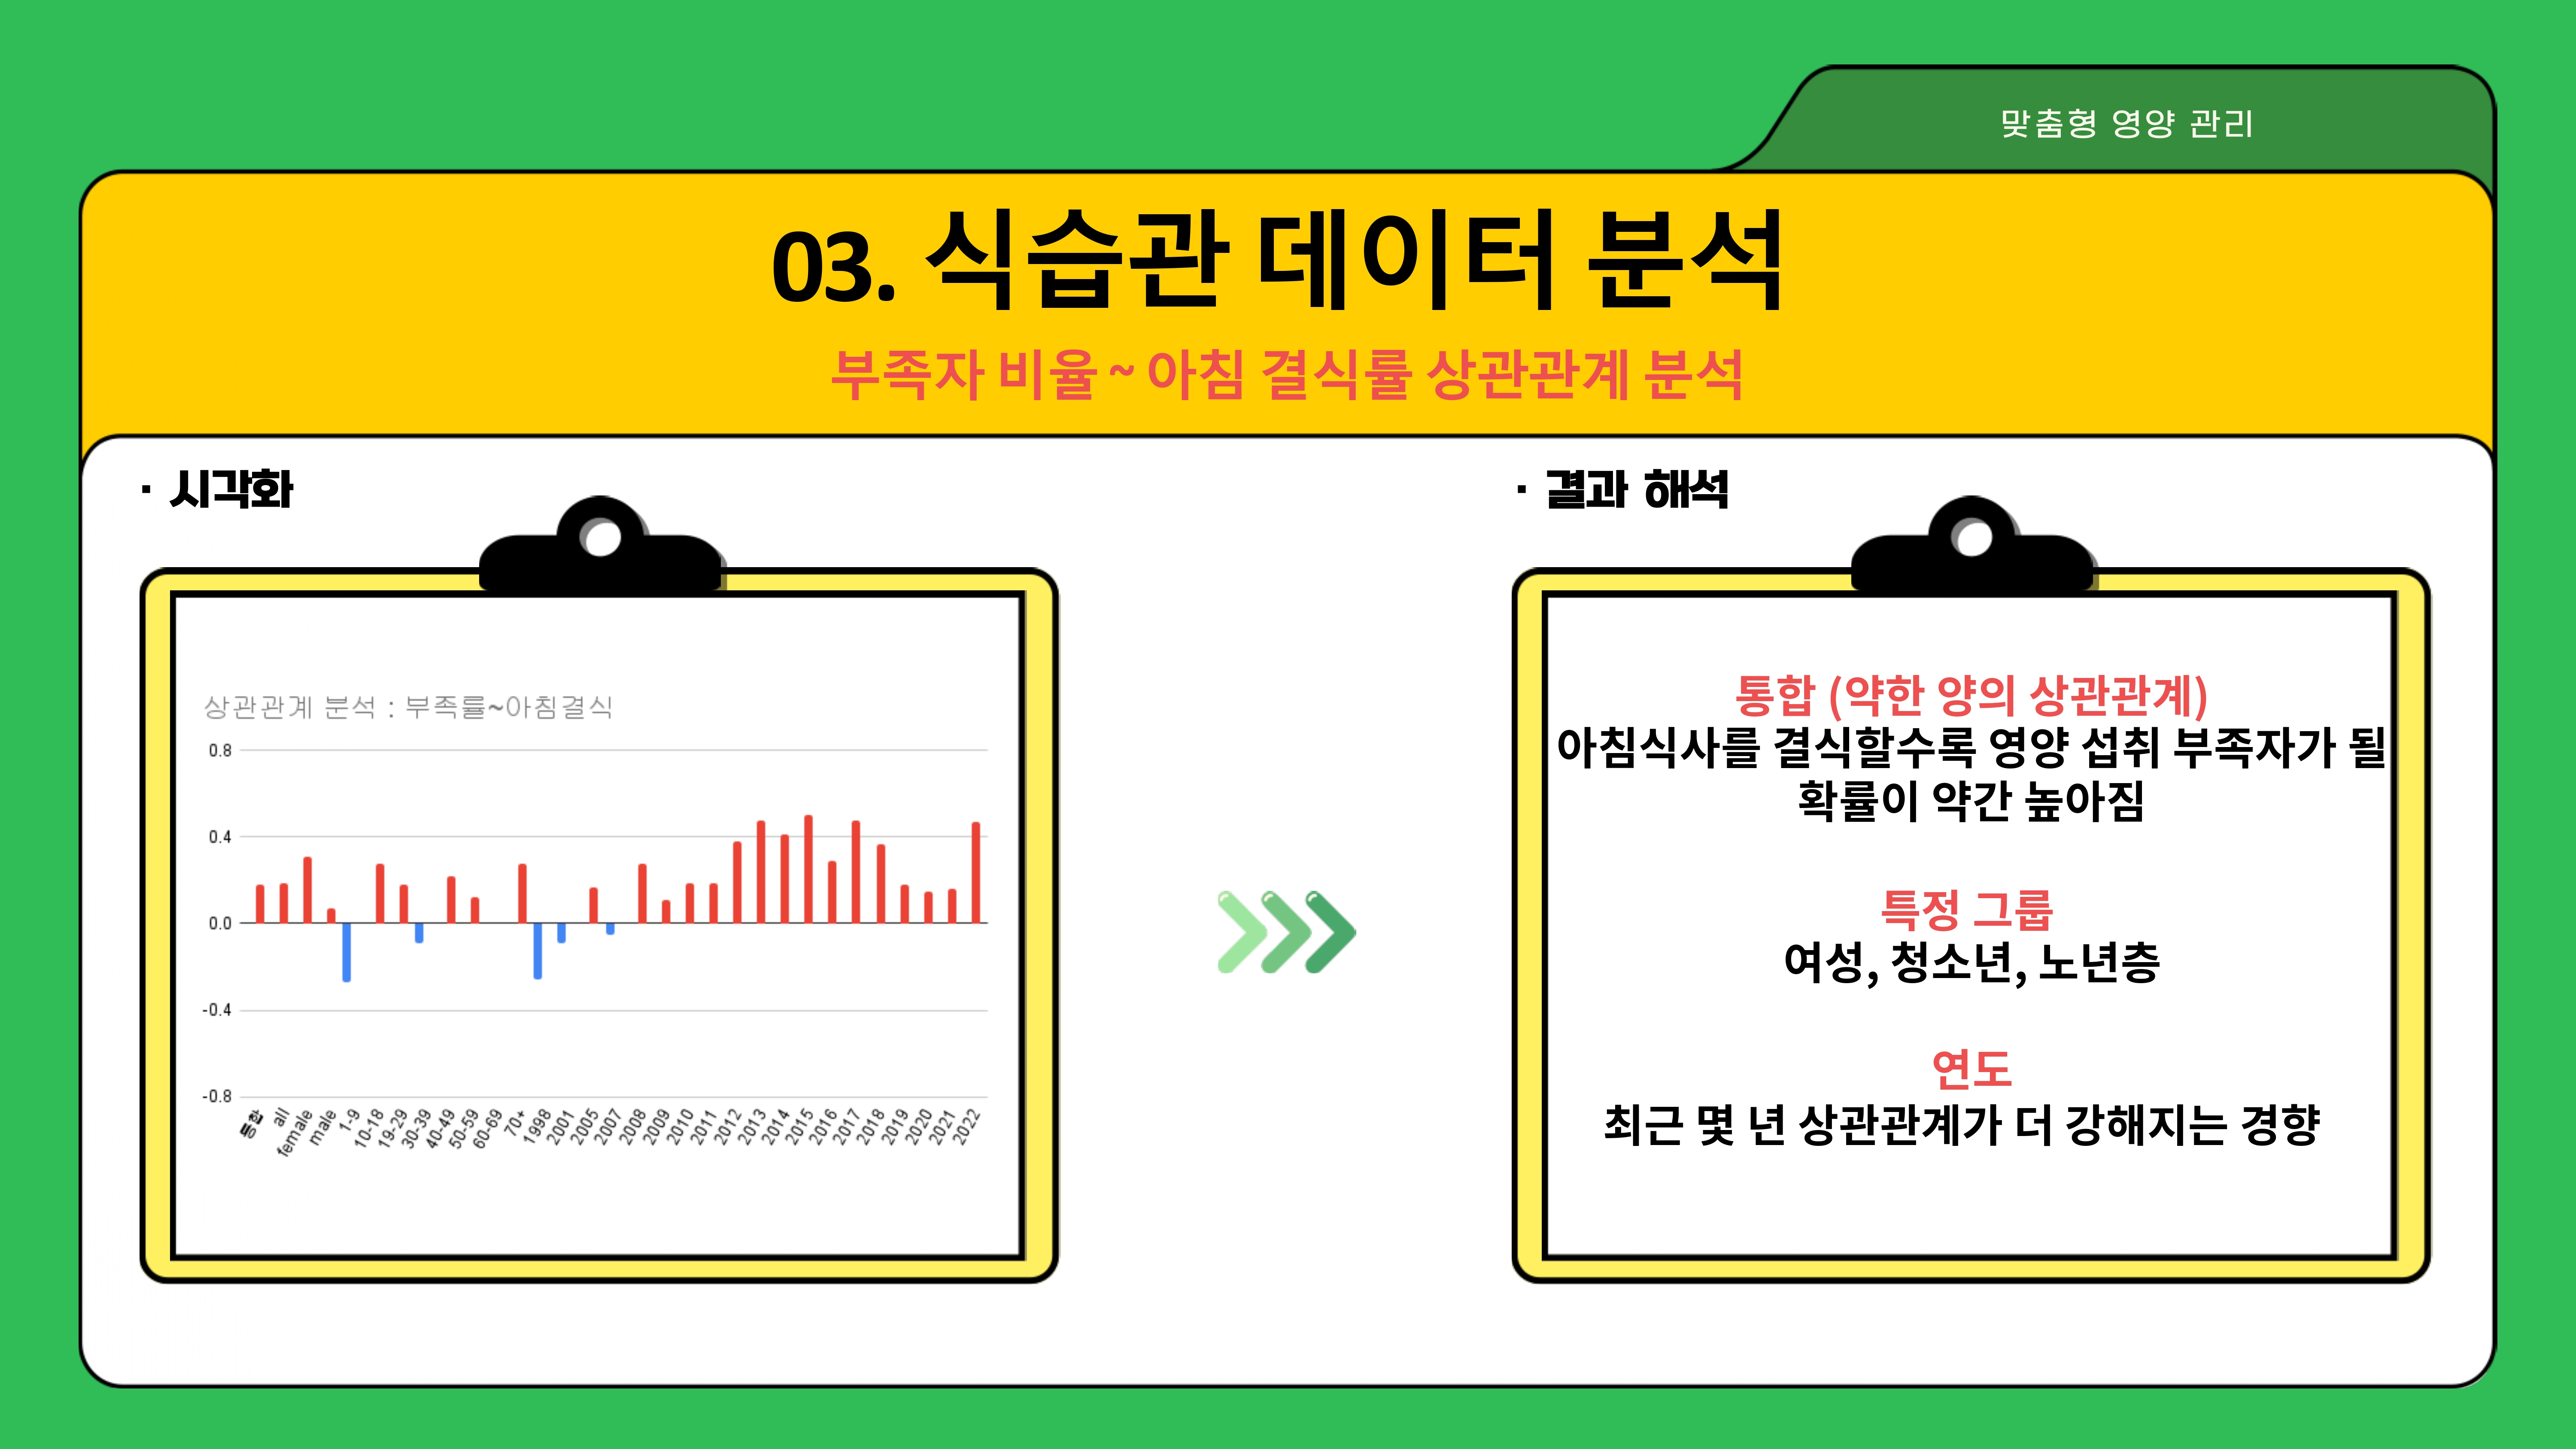 맞춤형 영양 관리
03. 식습관 데이터 분석
부족자 비율 ~ 아침 결식률 상관관계 분석
· 시각화
상관관계 분석 : 부족률~아침결식
0.8
0.4
0.0
-0.4
-0.8
통합
all
female
male
1-9
10-18
19-29
30-39
40-49
50-59
60-69
70+
1998
2001
2005
2007
2008
2009
2010
2011
2012
2013
2014
2015
2016
2017
2018
2019
2020
2021
2022
· 결과 해석
통합 (약한 양의 상관관계)
아침식사를 결식할수록 영양 섭취 부족자가 될
확률이 약간 높아짐
특정 그룹
여성, 청소년, 노년층
연도
최근 몇 년 상관관계가 더 강해지는 경향